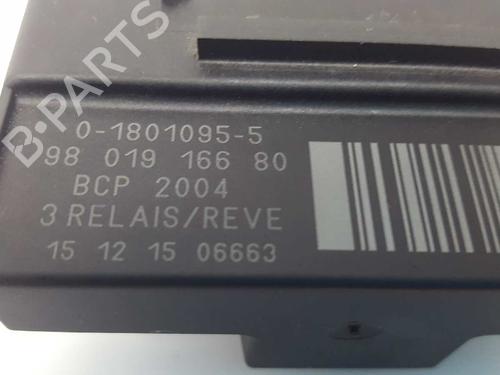 B-PARTS
0-1801095-5
98 019 166 80
BCP 2004
3 RELAIS/REVE
15 12 15 06663